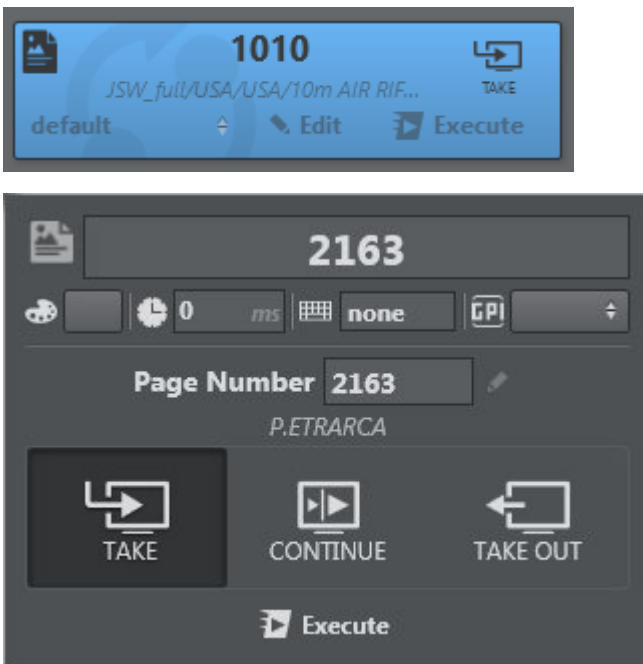 1010
JSW_full/USA/USA/10m AIR RIF... TAKE
default Edit Execute
2163
0 ms none GPI
Page Number 2163
P.ETRARCA
TAKE CONTINUE TAKE OUT
Execute